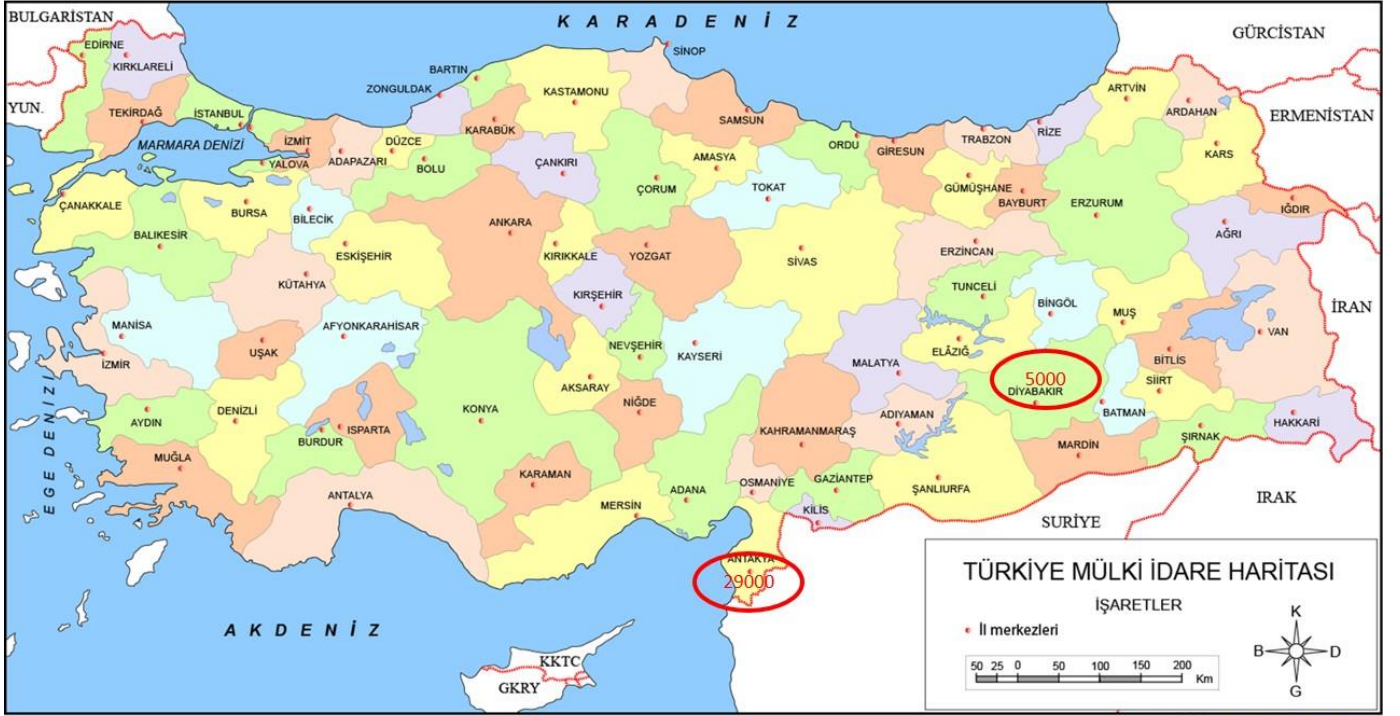 BULGARİSTAN
KARADENİZ
GÜRCİSTAN
EDİRNE
KIRKLARELİ
SİNOP
BARTIN
ZONGULDAK
KASTAMONU
ARTVİN
ARDAHAN
YUN.
TEKİRDAĞ
İSTANBUL
KARABÜK
SAMSUN
ERMENİSTAN
MARMARA DENİZİ
İZMİT
ADAPAZARI
DÜZCE
BOLU
YALOVA
ÇANKIRI
AMASYA
ORDU
GİRESUN
TRABZON
RİZE
KARS
ÇORUM
TOKAT
GÜMÜŞHANE
BAYBURT
ERZURUM
IĞDIR
ÇANAKKALE
BURSA
BİLECİK
ANKARA
BALIKESİR
ESKİŞEHİR
KIRIKKALE
YOZGAT
SİVAS
ERZİNCAN
AĞRI
KÜTAHYA
KIRŞEHİR
TUNCELİ
BİNGÖL
MUŞ
İRAN
MANİSA
AFYONKARAHİSAR
UŞAK
NEVŞEHİR
KAYSERİ
MALATYA
ELÂZIĞ
BİTLİS
VAN
İZMİR
AKSARAY
5000
DİYABAKIR
SİİRT
BATMAN
EGE DENIZI
AYDIN
DENİZLİ
KONYA
NİĞDE
ADIYAMAN
BURDUR
ISPARTA
KAHRAMANMARAŞ
MARDİN
ŞIRNAK
HAKKARİ
MUĞLA
KARAMAN
ANTALYA
MERSİN
ADANA
OSMANİYE
GAZİANTEP
ŞANLIURFA
KİLİS
SURİYE
IRAK
ANTAKYA
29000
AKDENİZ
KKTC
GKRY
TÜRKİYE MÜLKİ İDARE HARİTASI
İŞARETLER
İl merkezleri
50 25 0 50 100 150 200
Km
K
B D
G